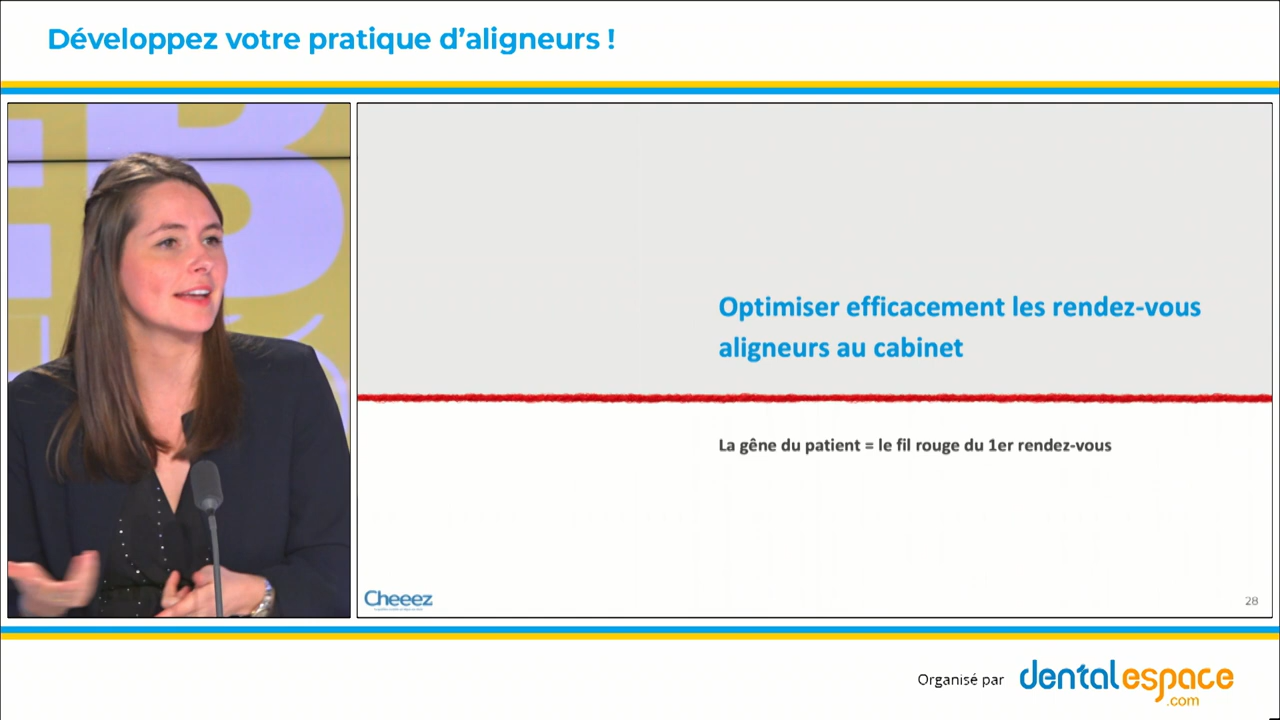 Développez votre pratique d'aligneurs !
Optimiser efficacement les rendez-vous
aligneurs au cabinet
La gêne du patient = le fil rouge du 1er rendez-vous
Cheeez
28
Organisé par
dentalespace
.com